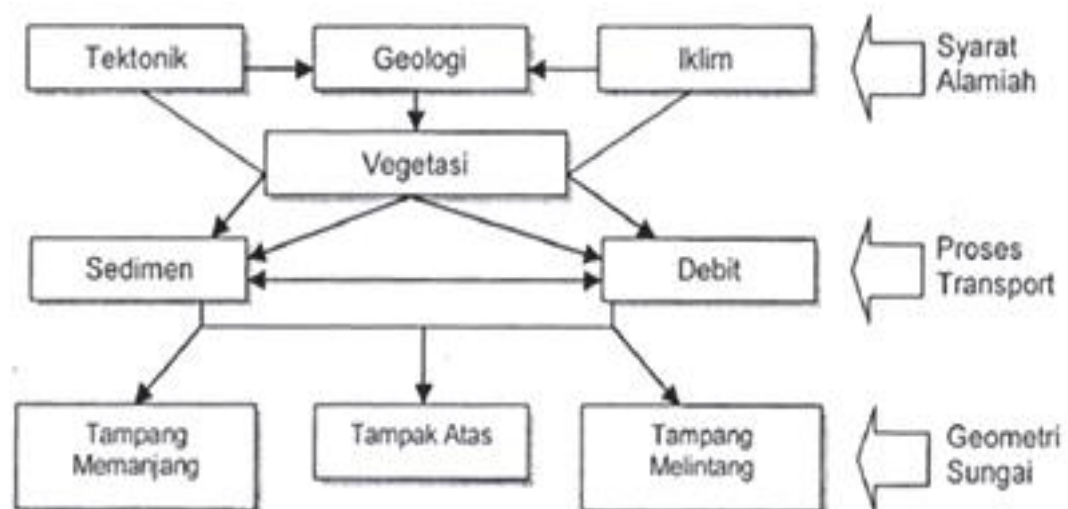 Tektonik
Geologi
Iklim
Syarat
Alamiah
Vegetasi
Sedimen
Debit
Proses
Transport
Tampang
Memanjang
Tampak Atas
Tampang
Melintang
Geometri
Sungai